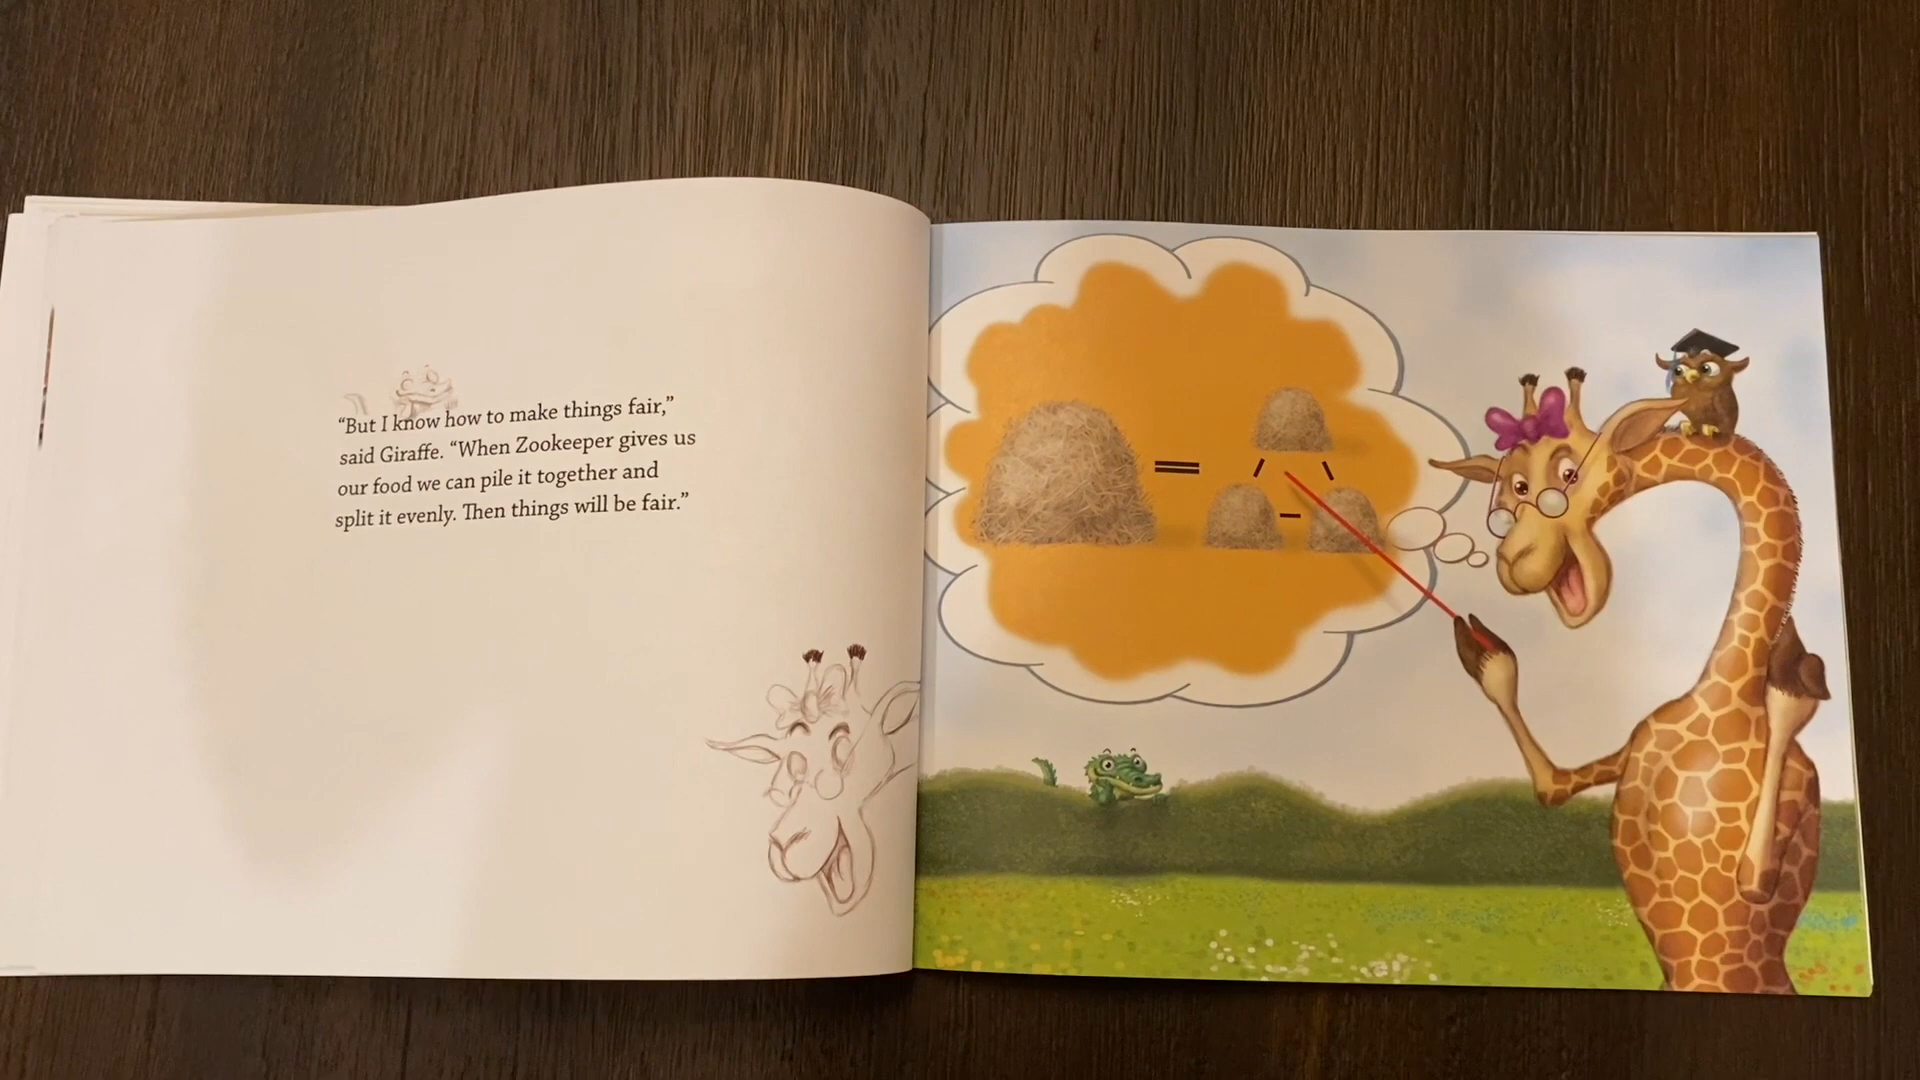 “But I know how to make things fair,”
said Giraffe. “When Zookeeper gives us
our food we can pile it together and
split it evenly. Then things will be fair.”